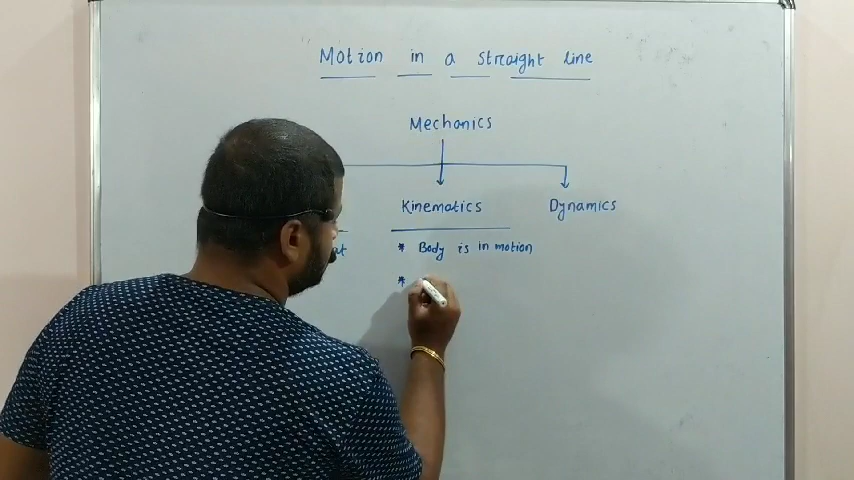 Motion in a straight line
Mechanics
Kinematics Dynamics
* Body is in motion
*